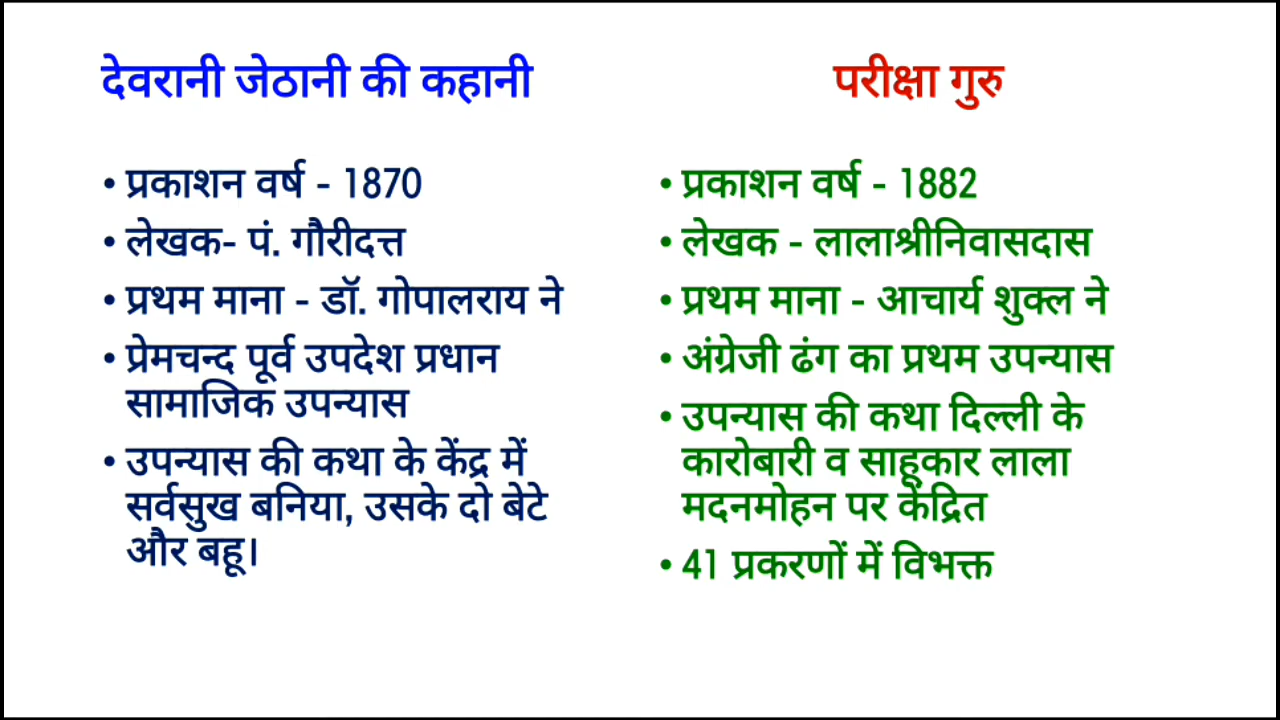 देवरानी जेठानी की कहानी
• प्रकाशन वर्ष - 1870
• लेखक- पं. गौरीदत्त
• प्रथम माना - डॉ. गोपालराय ने
• प्रेमचन्द पूर्व उपदेश प्रधान
सामाजिक उपन्यास
• उपन्यास की कथा के केंद्र में
सर्वसुख बनिया, उसके दो बेटे
और बहू।
परीक्षा गुरु
• प्रकाशन वर्ष - 1882
• लेखक - लालाश्रीनिवासदास
• प्रथम माना - आचार्य शुक्ल ने
• अंग्रेजी ढंग का प्रथम उपन्यास
• उपन्यास की कथा दिल्ली के
कारोबारी व साहूकार लाला
मदनमोहन पर केंद्रित
• 41 प्रकरणों में विभक्त